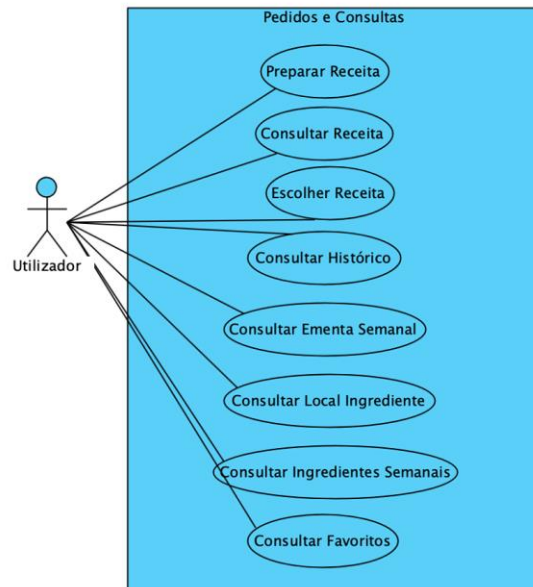 Pedidos e Consultas
Preparar Receita
Consultar Receita
Escolher Receita
Consultar Histórico
Utilizador
Consultar Ementa Semanal
Consultar Local Ingrediente
Consultar Ingredientes Semanais
Consultar Favoritos